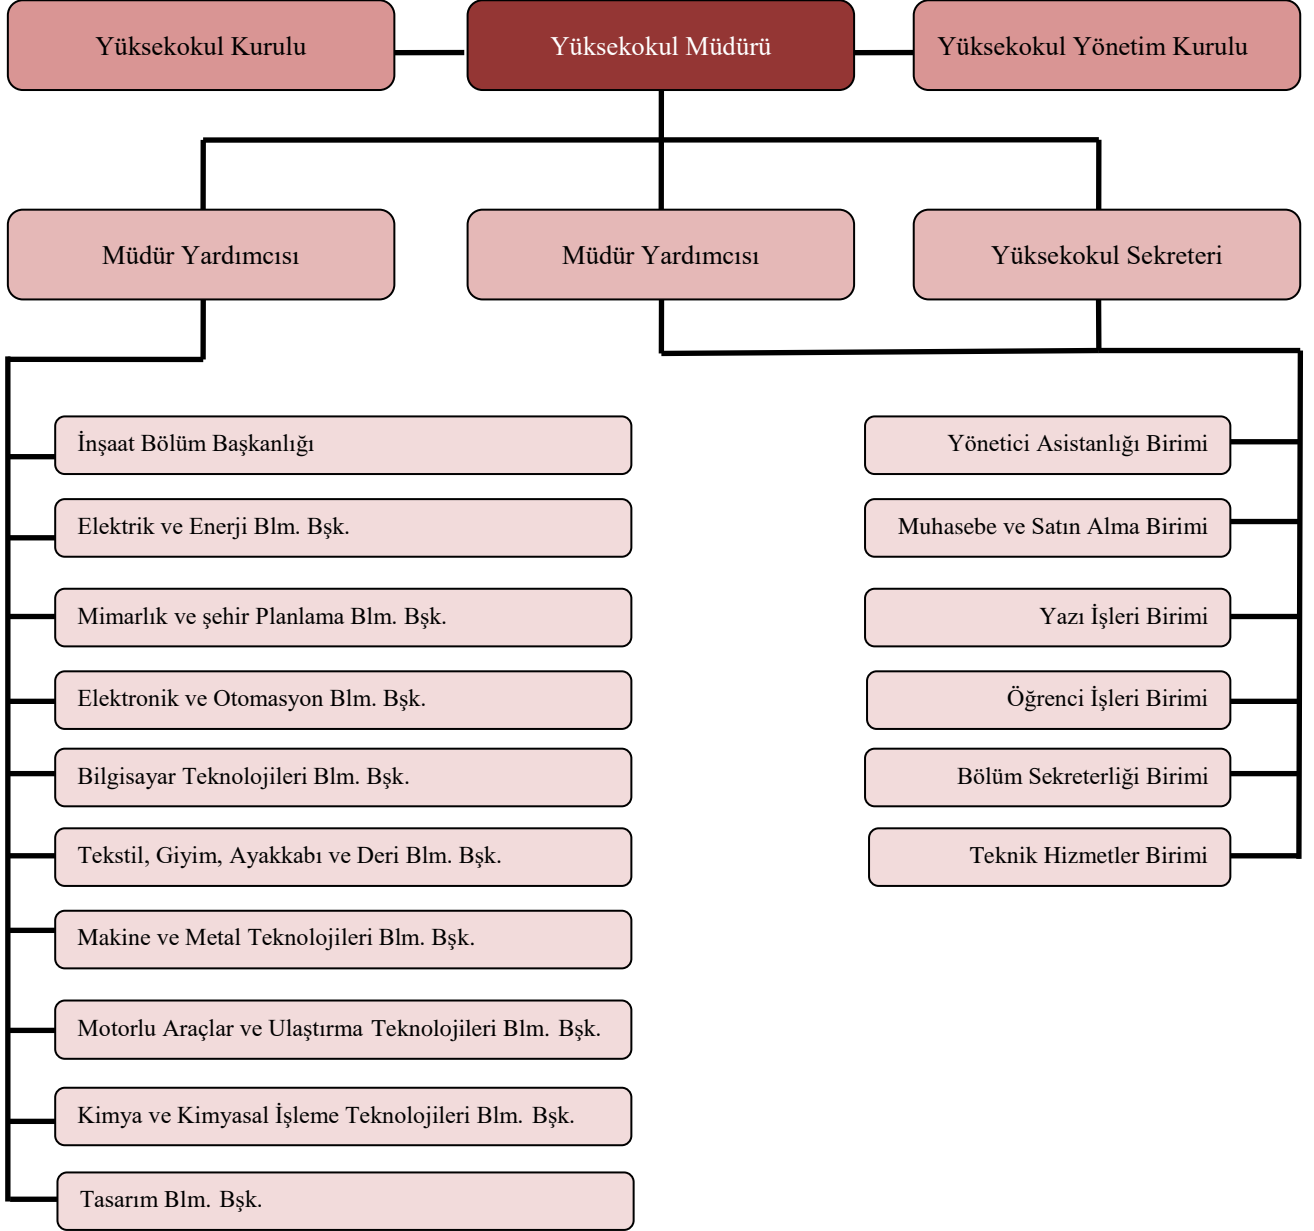 Yüksekokul Kurulu
Yüksekokul Müdürü
Yüksekokul Yönetim Kurulu
Müdür Yardımcısı
Müdür Yardımcısı
Yüksekokul Sekreteri
İnşaat Bölüm Başkanlığı
Elektrik ve Enerji Blm. Bşk.
Mimarlık ve şehir Planlama Blm. Bşk.
Elektronik ve Otomasyon Blm. Bşk.
Bilgisayar Teknolojileri Blm. Bşk.
Tekstil, Giyim, Ayakkabı ve Deri Blm. Bşk.
Makine ve Metal Teknolojileri Blm. Bşk.
Motorlu Araçlar ve Ulaştırma Teknolojileri Blm. Bşk.
Kimya ve Kimyasal İşleme Teknolojileri Blm. Bşk.
Tasarım Blm. Bşk.
Yönetici Asistanlığı Birimi
Muhasebe ve Satın Alma Birimi
Yazı İşleri Birimi
Öğrenci İşleri Birimi
Bölüm Sekreterliği Birimi
Teknik Hizmetler Birimi